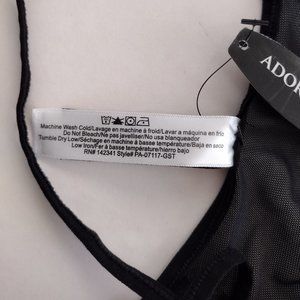 Machine Wash Cold/Lavage en machine à froid/Lavar a máquina en frio
Do Not Bleach/Ne pas javelliser/No usar blanqueador
Tumble Dry Low/Séchage en machine à basse température/Baja en seco
Low Iron/Fer à basse température/hierro bajo
RN# 142341 Style# PA-07117-GST
ADOR